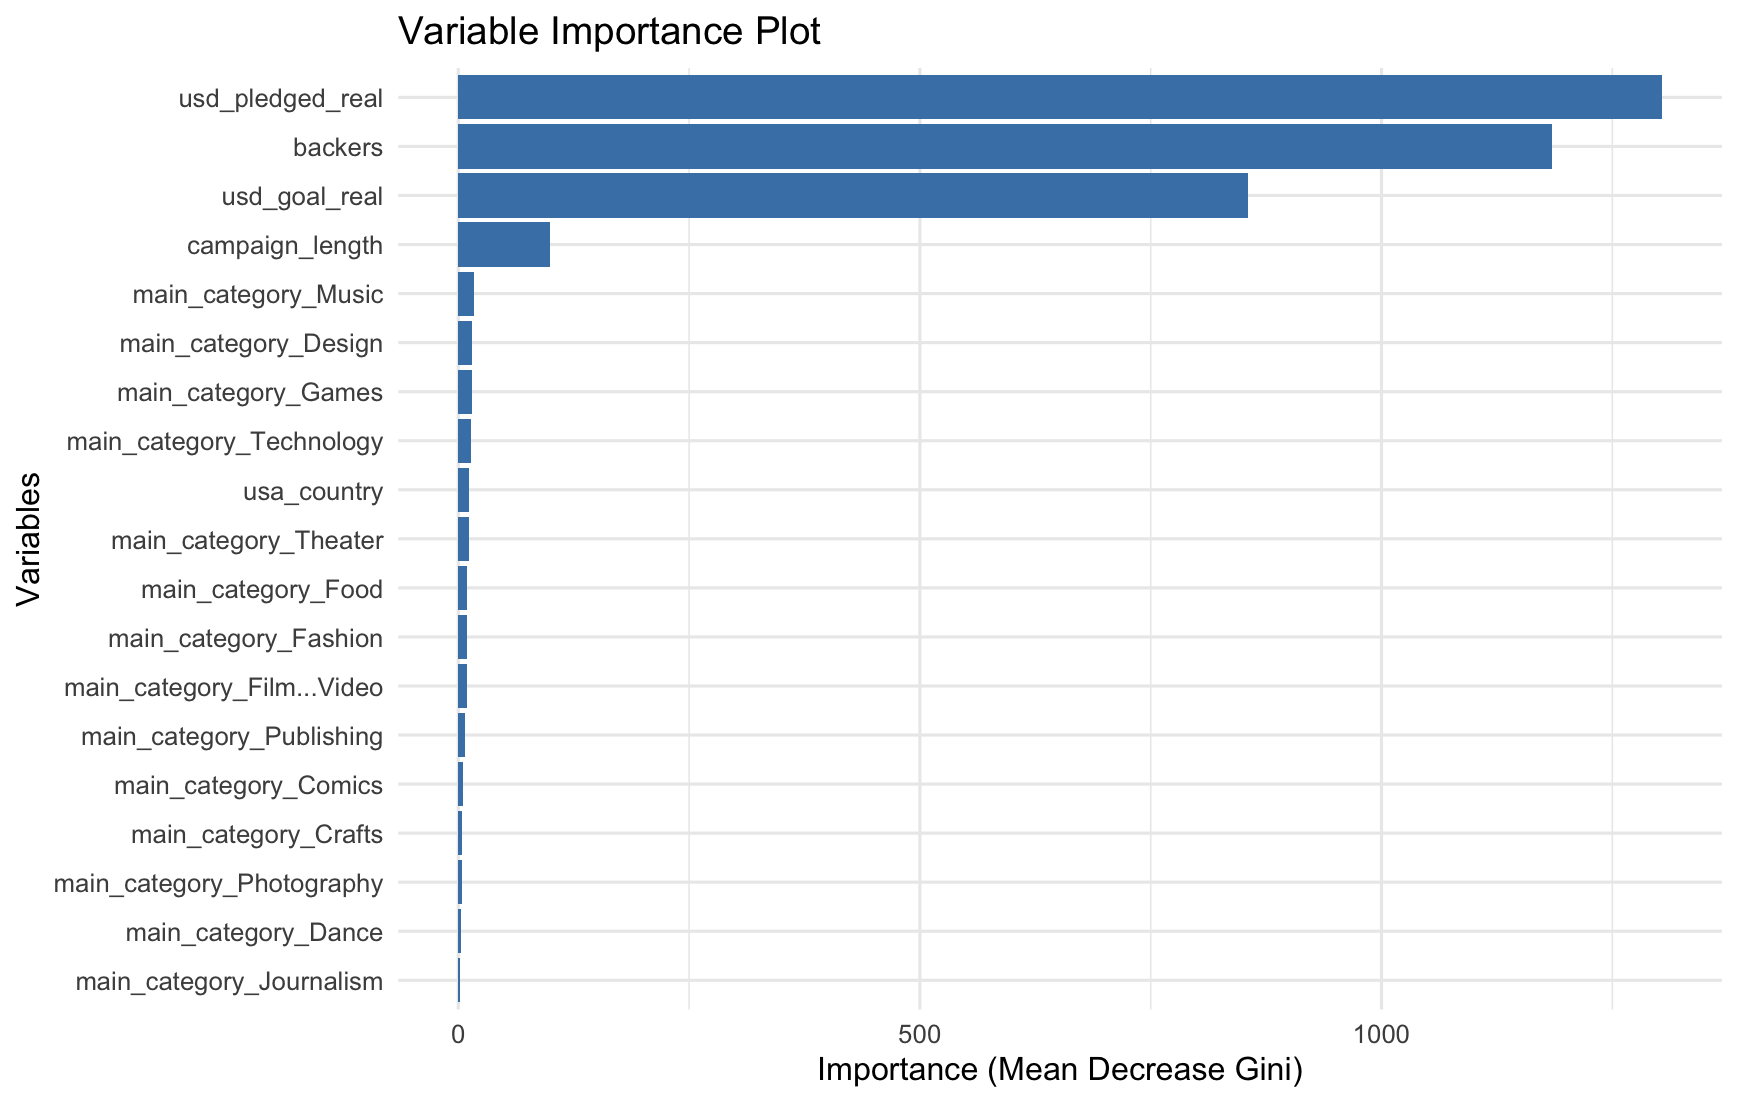 Variable Importance Plot
usd_pledged_real
backers
usd_goal_real
campaign_length
main_category_Music
main_category_Design
main_category_Games
main_category_Technology
usa_country
main_category_Theater
main_category_Food
main_category_Fashion
main_category_Film...Video
main_category_Publishing
main_category_Comics
main_category_Crafts
main_category_Photography
main_category_Dance
main_category_Journalism
Variables
0 500 1000
Importance (Mean Decrease Gini)